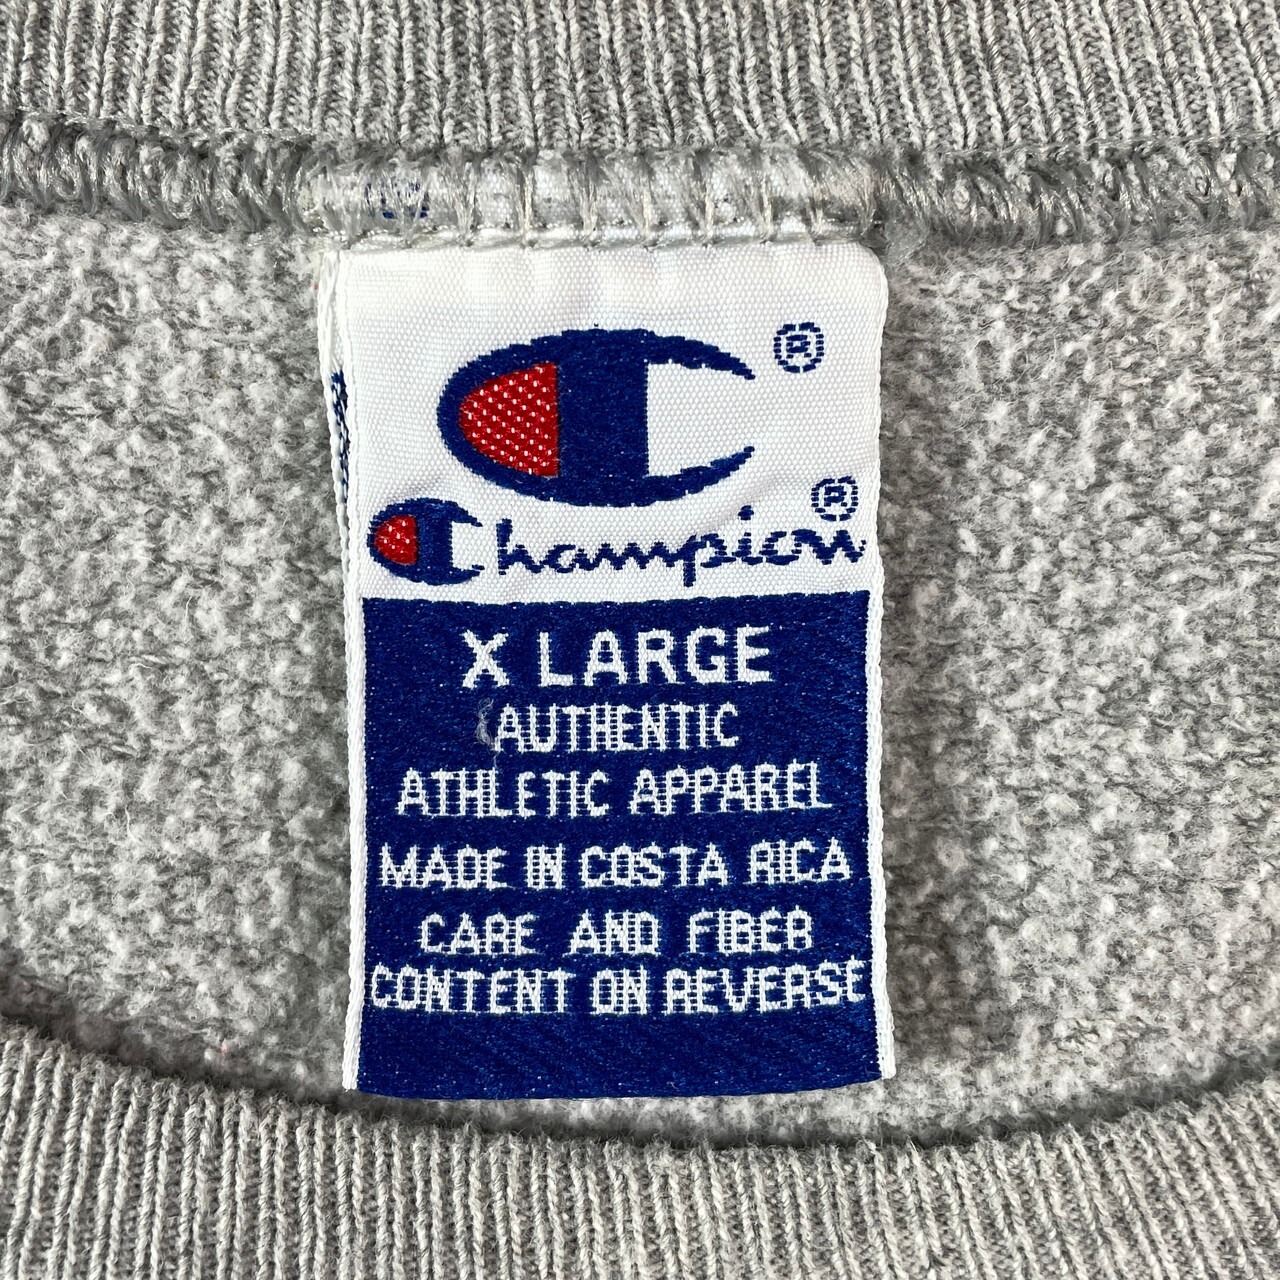 ®
Champion®
X LARGE
AUTHENTIC
ATHLETIC APPAREL
MADE IN COSTA RICA
CARE AND FIBER
CONTENT ON REVERSE